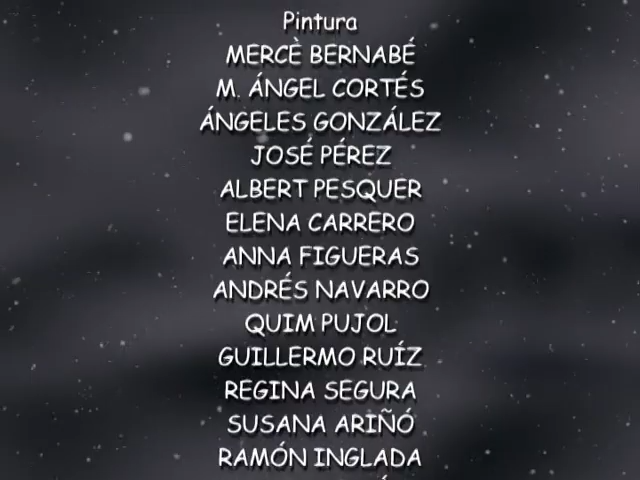 Pintura
MERCÈ BERNABÉ
M. ÁNGEL CORTÉS
ÁNGELES GONZÁLEZ
JOSÉ PÉREZ
ALBERT PESQUER
ELENA CARRERO
ANNA FIGUERAS
ANDRÉS NAVARRO
QUIM PUJOL
GUILLERMO RUÍZ
REGINA SEGURA
SUSANA ARIÑÓ
RAMÓN INGLADA